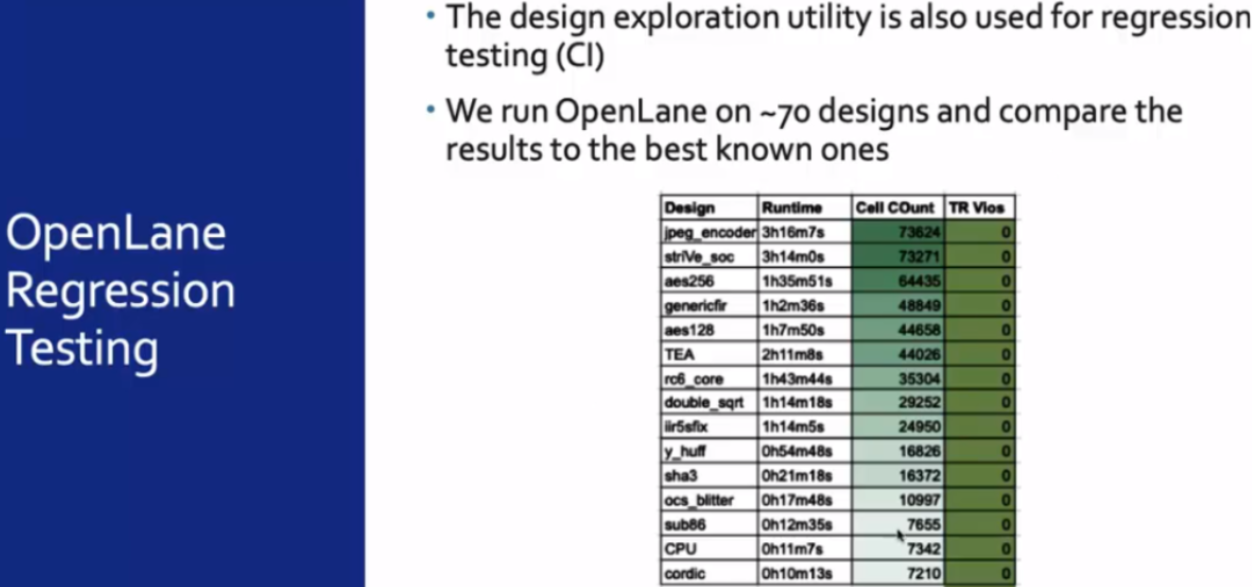 • The design exploration utility is also used for regression
testing (CI)
• We run OpenLane on ~70 designs and compare the
results to the best known ones
OpenLane
Regression
Testing
Design Runtime Cell COunt TR Vios
jpeg_encoder 3h16m7s 73624 0
striVe_soc 3h14m0s 73271 0
aes256 1h35m51s 64435 0
genericfir 1h2m36s 48849 0
aes128 1h7m50s 44658 0
TEA 2h11m8s 44026 0
rc6_core 1h43m44s 35304 0
double_sqrt 1h14m18s 29252 0
iir5sfix 1h14m5s 24950 0
y_huff 0h54m48s 16826 0
sha3 0h21m18s 16372 0
ocs_blitter 0h17m48s 10997 0
sub86 0h12m35s 7655 0
CPU 0h11m7s 7342 0
cordic 0h10m13s 7210 0